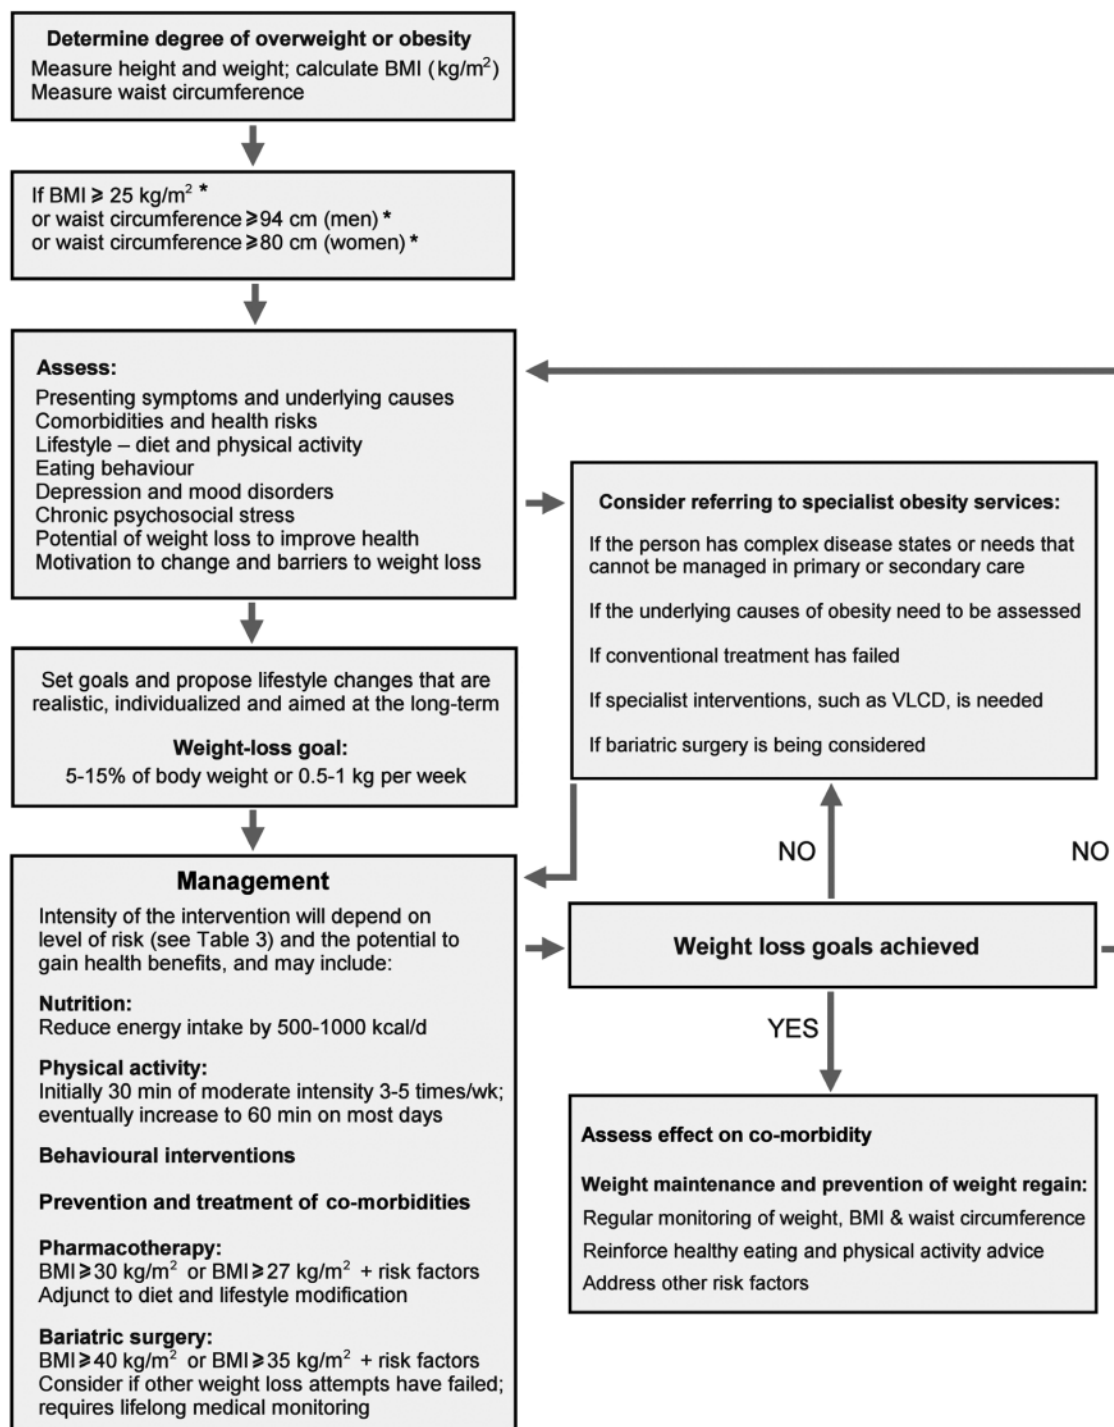 Determine degree of overweight or obesity
Measure height and weight; calculate BMI (kg/m²)
Measure waist circumference
If BMI ⩾ 25 kg/m² *
or waist circumference ⩾94 cm (men) *
or waist circumference ⩾80 cm (women) *
Assess:
Presenting symptoms and underlying causes
Comorbidities and health risks
Lifestyle – diet and physical activity
Eating behaviour
Depression and mood disorders
Chronic psychosocial stress
Potential of weight loss to improve health
Motivation to change and barriers to weight loss
Consider referring to specialist obesity services:
If the person has complex disease states or needs that
cannot be managed in primary or secondary care
If the underlying causes of obesity need to be assessed
If conventional treatment has failed
If specialist interventions, such as VLCD, is needed
If bariatric surgery is being considered
Set goals and propose lifestyle changes that are
realistic, individualized and aimed at the long-term
Weight-loss goal:
5-15% of body weight or 0.5-1 kg per week
Management
Intensity of the intervention will depend on
level of risk (see Table 3) and the potential to
gain health benefits, and may include:
Nutrition:
Reduce energy intake by 500-1000 kcal/d
Physical activity:
Initially 30 min of moderate intensity 3-5 times/wk;
eventually increase to 60 min on most days
Behavioural interventions
Prevention and treatment of co-morbidities
Pharmacotherapy:
BMI⩾30 kg/m² or BMI⩾27 kg/m² + risk factors
Adjunct to diet and lifestyle modification
Bariatric surgery:
BMI⩾40 kg/m² or BMI⩾35 kg/m² + risk factors
Consider if other weight loss attempts have failed;
requires lifelong medical monitoring
NO
NO
Weight loss goals achieved
YES
Assess effect on co-morbidity
Weight maintenance and prevention of weight regain:
Regular monitoring of weight, BMI & waist circumference
Reinforce healthy eating and physical activity advice
Address other risk factors